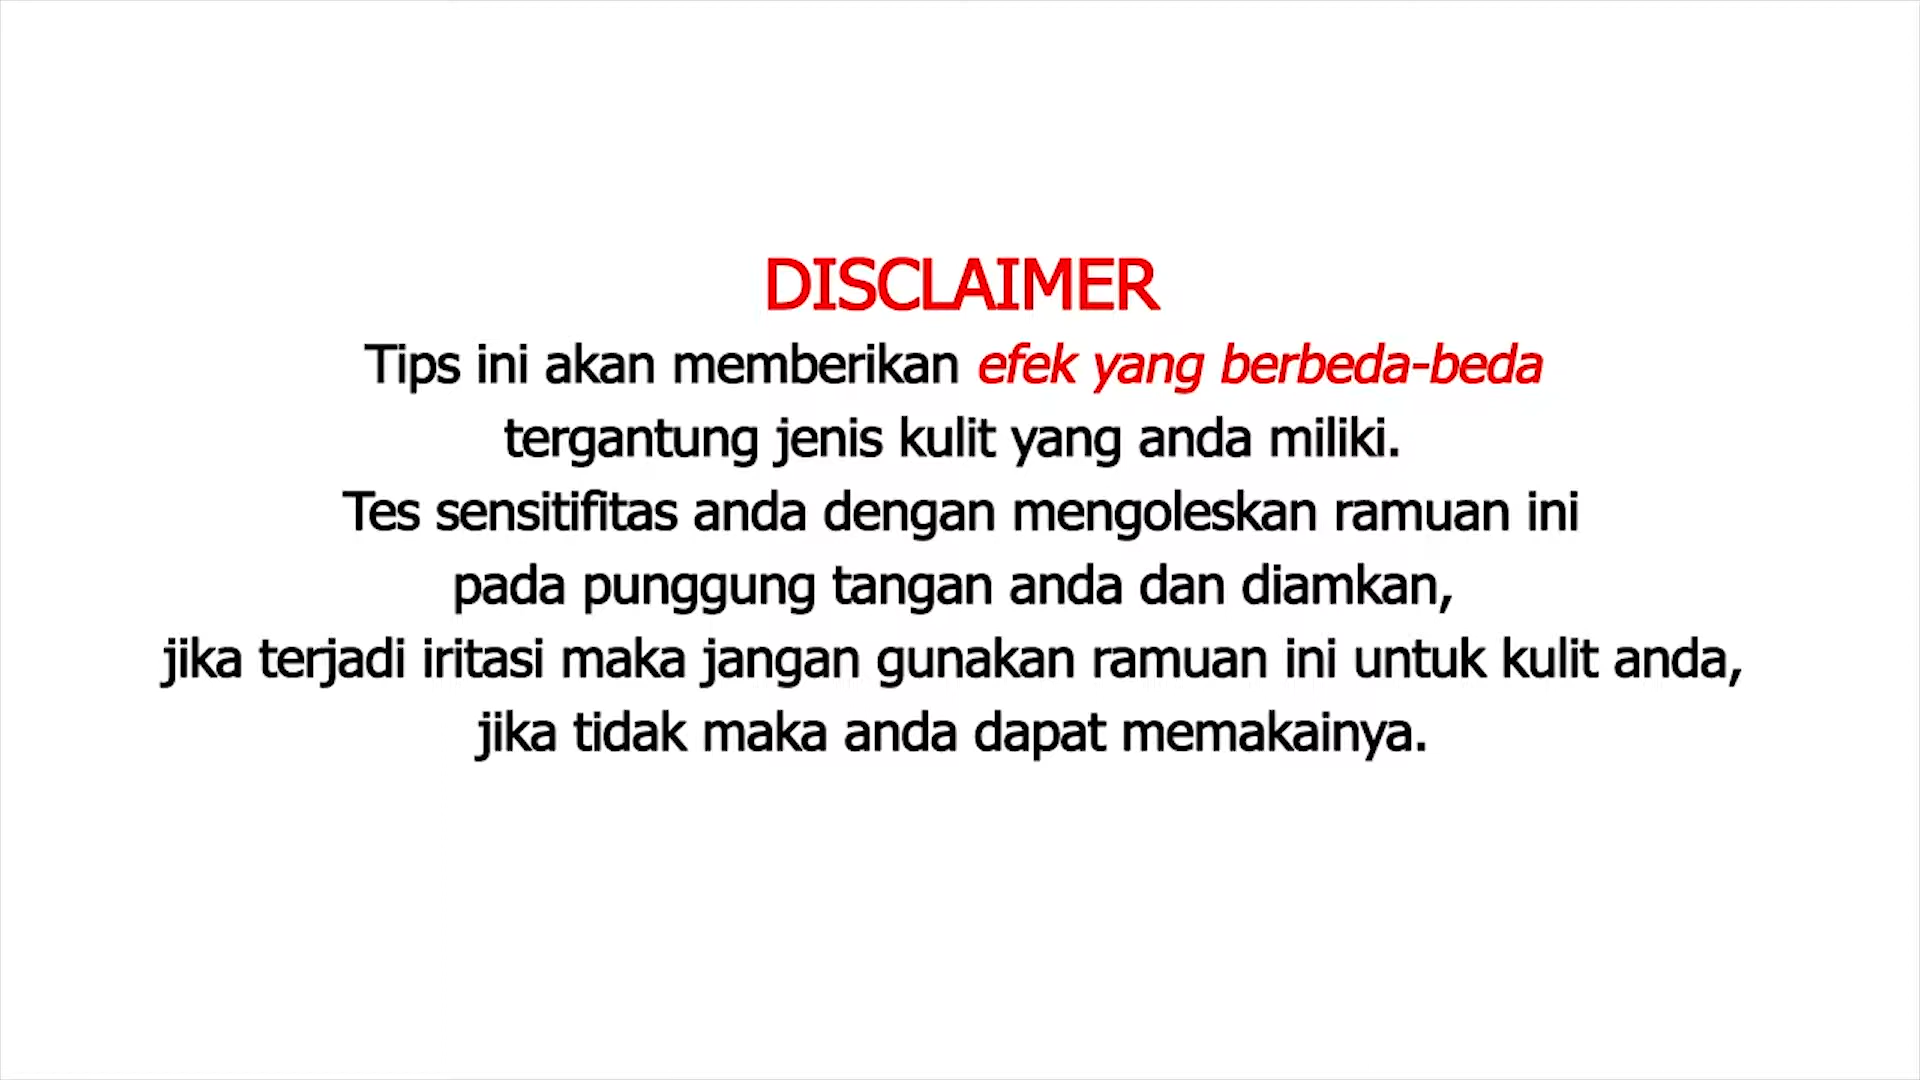 DISCLAIMER
Tips ini akan memberikan efek yang berbeda-beda
tergantung jenis kulit yang anda miliki.
Tes sensitifitas anda dengan mengoleskan ramuan ini
pada punggung tangan anda dan diamkan,
jika terjadi iritasi maka jangan gunakan ramuan ini untuk kulit anda,
jika tidak maka anda dapat memakainya.